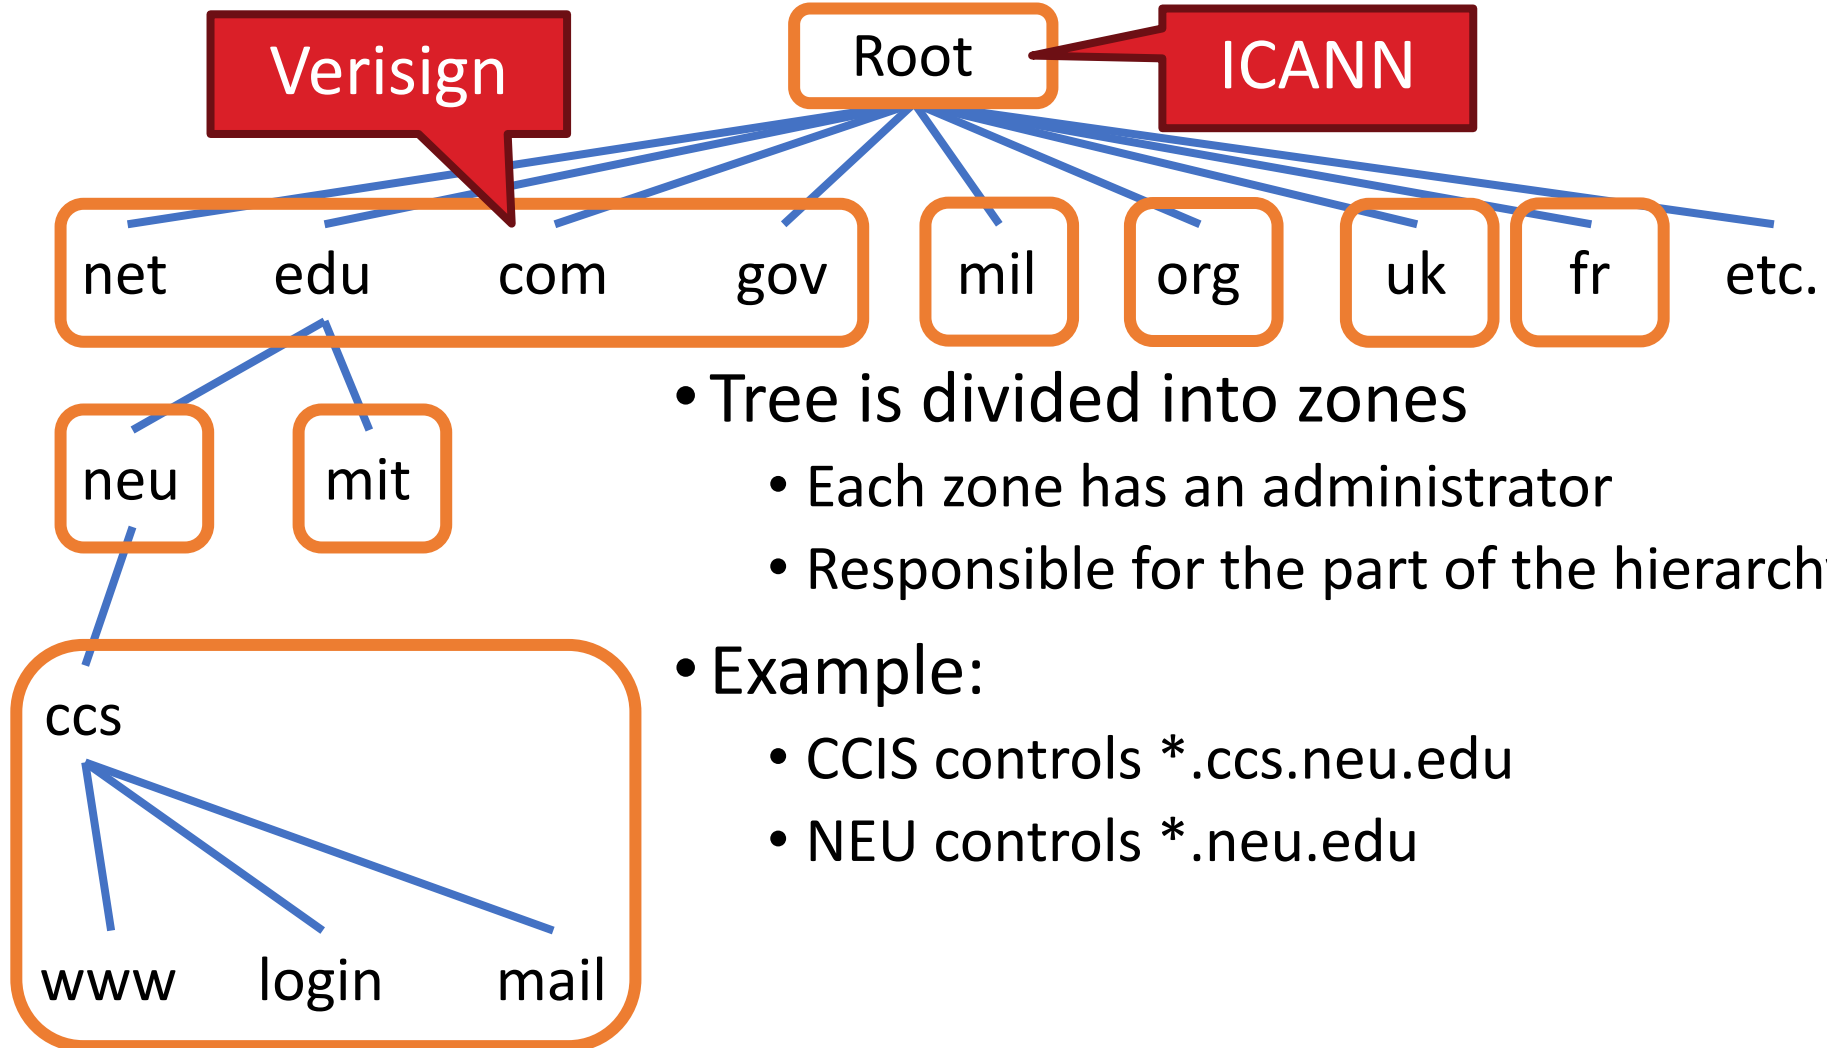 Verisign
Root
ICANN
net edu com gov mil org uk fr etc.
neu mit
• Tree is divided into zones
• Each zone has an administrator
• Responsible for the part of the hierarchy
• Example:
ccs
• CCIS controls *.ccs.neu.edu
• NEU controls *.neu.edu
www login mail